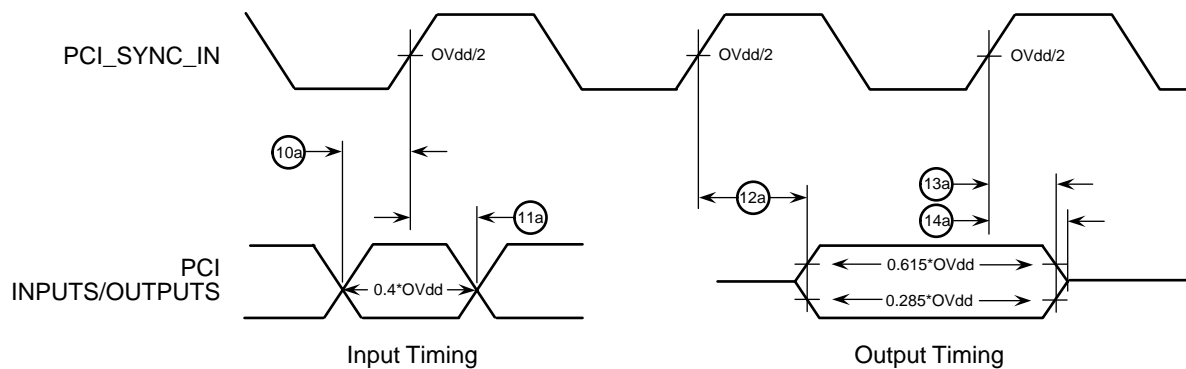 PCI_SYNC_IN
OVdd/2
OVdd/2
OVdd/2
10a
11a
12a
13a
14a
PCI
INPUTS/OUTPUTS
0.4*OVdd
0.615*OVdd
0.285*OVdd
Input Timing
Output Timing